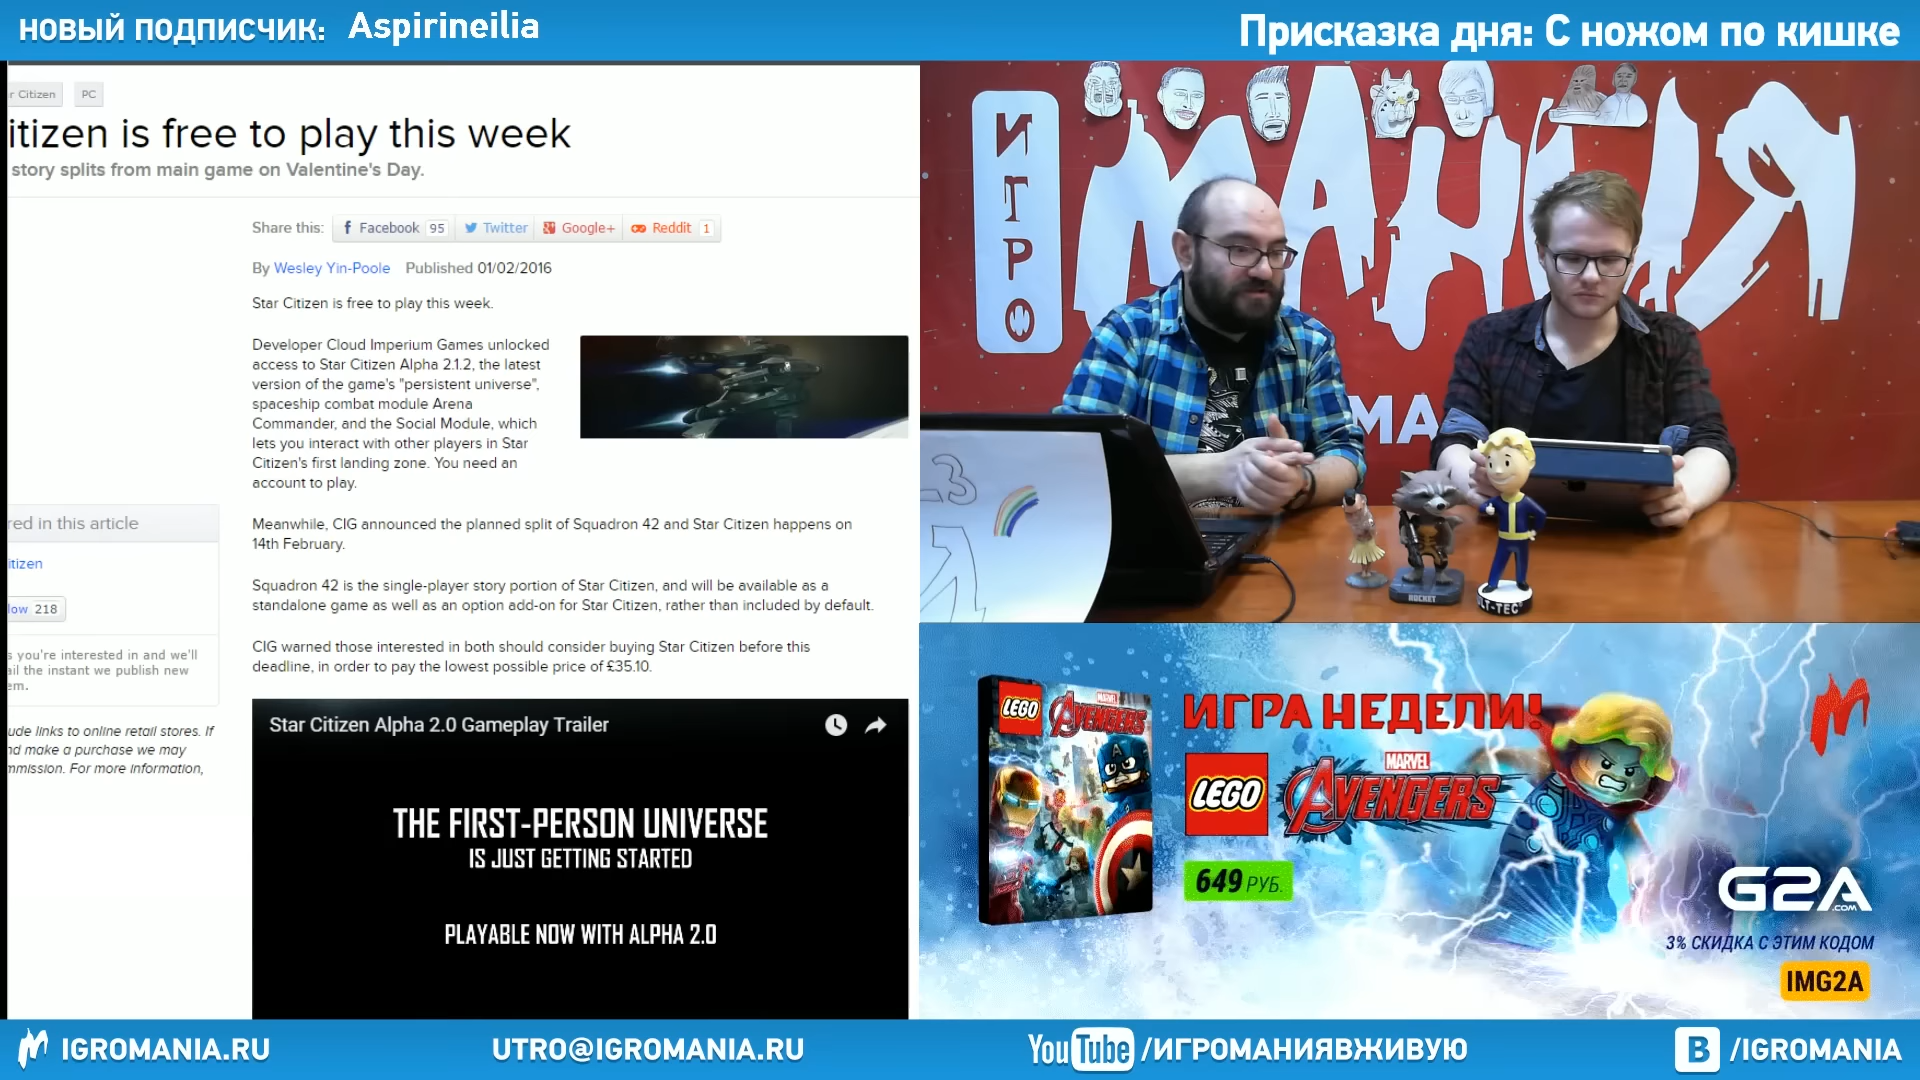 НОВЫЙ ПОДПИСЧИК: Aspirineilia
Присказка дня: С ножом по кишке
r Citizen
PC
itizen is free to play this week
story splits from main game on Valentine's Day.
Share this:
Facebook 95
Twitter
Google+
Reddit 1
By Wesley Yin-Poole Published 01/02/2016
Star Citizen is free to play this week.
Developer Cloud Imperium Games unlocked
access to Star Citizen Alpha 2.1.2, the latest
version of the game's "persistent universe",
spaceship combat module Arena
Commander, and the Social Module, which
lets you interact with other players in Star
Citizen's first landing zone. You need an
account to play.
Meanwhile, CIG announced the planned split of Squadron 42 and Star Citizen happens on
14th February.
Squadron 42 is the single-player story portion of Star Citizen, and will be available as a
standalone game as well as an option add-on for Star Citizen, rather than included by default.
CIG warned those interested in both should consider buying Star Citizen before this
deadline, in order to pay the lowest possible price of £35.10.
red in this article
itizen
low 218
s you're interested in and we'll
ail the instant we publish new
em.
ude links to online retail stores. If
nd make a purchase we may
mmission. For more information,
Star Citizen Alpha 2.0 Gameplay Trailer
THE FIRST-PERSON UNIVERSE
IS JUST GETTING STARTED
PLAYABLE NOW WITH ALPHA 2.0
ИГРО
МАНИЯ
МА
ROCKET
LT-TEC
LEGO
MARVEL
AVENGERS
ИГРА НЕДЕЛИ!
LEGO
MARVEL
AVENGERS
649 РУБ.
G2A
.COM
3% СКИДКА С ЭТИМ КОДОМ
IMG2A
IGROMANIA.RU
UTRO@IGROMANIA.RU
YouTube /ИГРОМАНИЯВЖИВУЮ
B /IGROMANIA